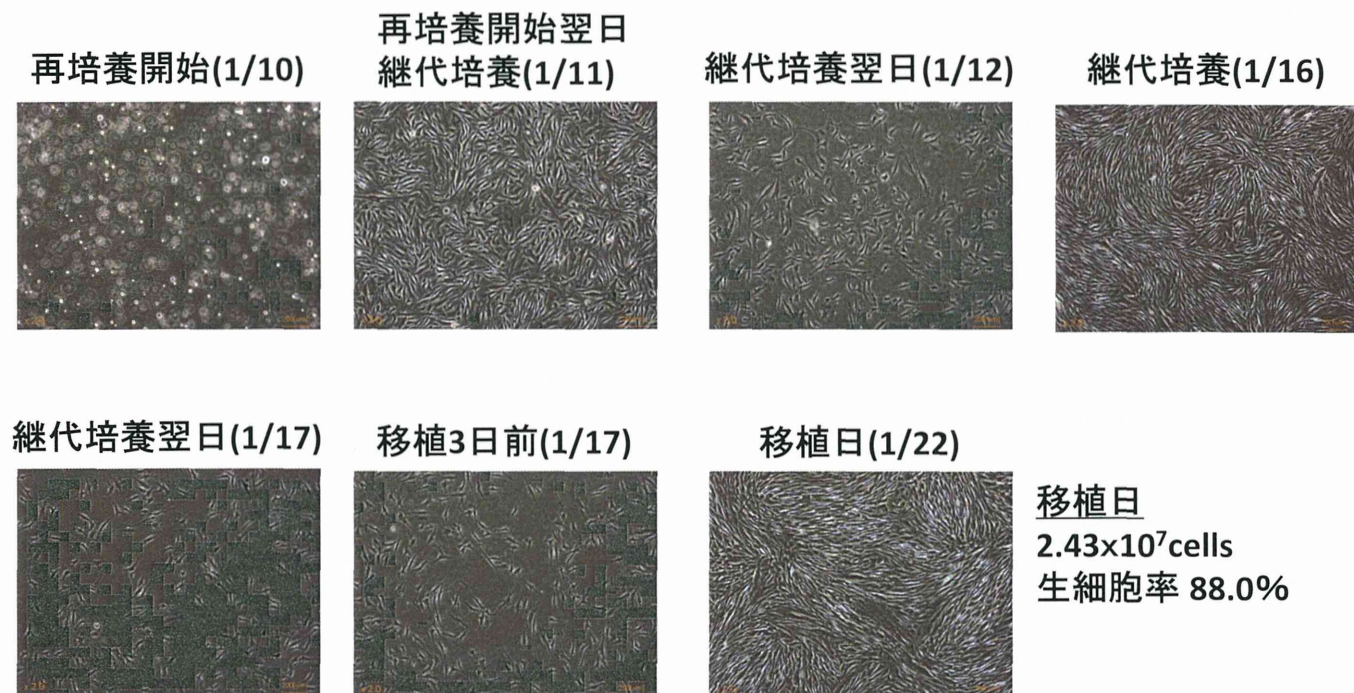 再培養開始(1/10)
再培養開始翌日
継代培養(1/11)
継代培養翌日(1/12)
継代培養(1/16)
継代培養翌日(1/17)
移植3日前(1/17)
移植日(1/22)
移植日
2.43x10⁷cells
生細胞率 88.0%